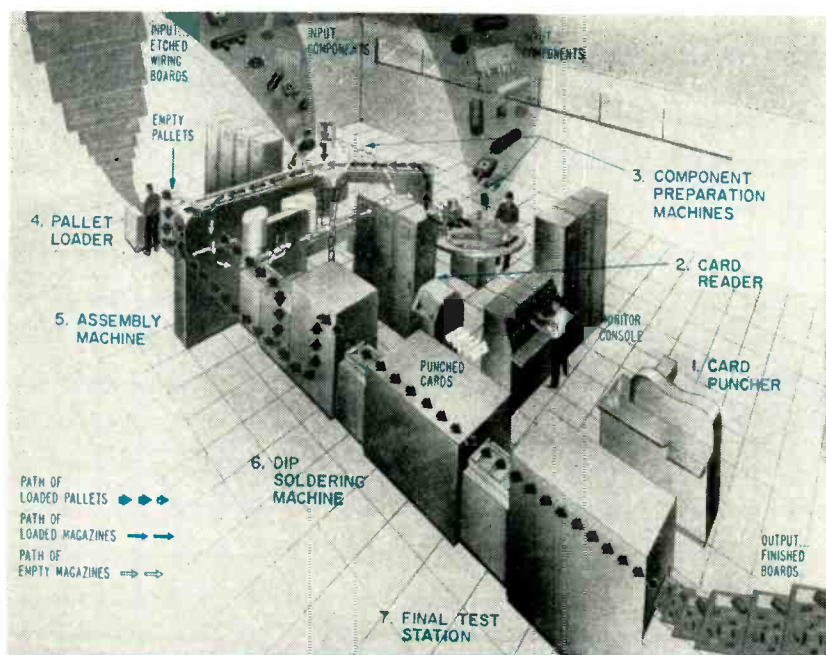 INPUT...
ETCHED
WIRING
BOARDS
INPUT
COMPONENTS
INPUT
COMPONENTS
EMPTY
PALLETS
3. COMPONENT
PREPARATION
MACHINES
4. PALLET
LOADER
2. CARD
READER
5. ASSEMBLY
MACHINE
MONITOR
CONSOLE
PUNCHED
CARDS
1. CARD
PUNCHER
6. DIP
SOLDERING
MACHINE
PATH OF
LOADED PALLETS
PATH OF
LOADED MAGAZINES
PATH OF
EMPTY MAGAZINES
OUTPUT...
FINISHED
BOARDS
7. FINAL TEST
STATION